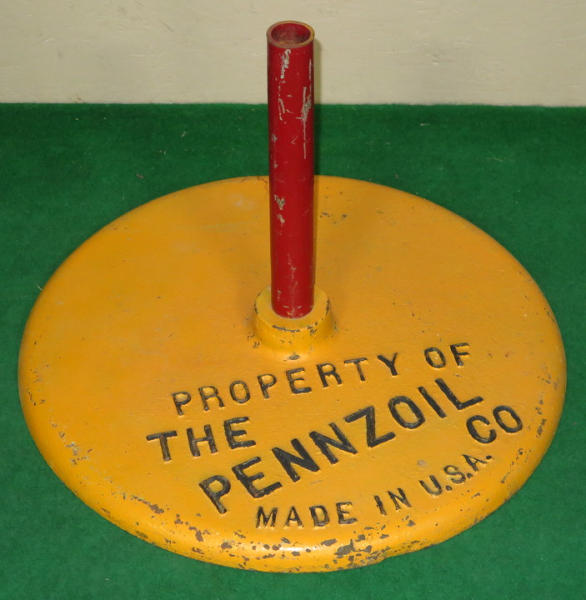 PROPERTY OF
THE
PENNZOIL
CO
MADE IN U.S.A.